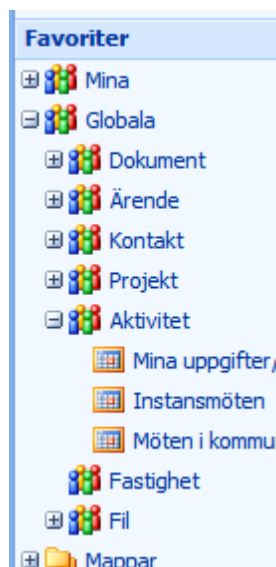 Favoriter
Mina
Globala
Dokument
Ärende
Kontakt
Projekt
Aktivitet
Mina uppgifter/
Instansmöten
Möten i kommu
Fastighet
Fil
Mappar